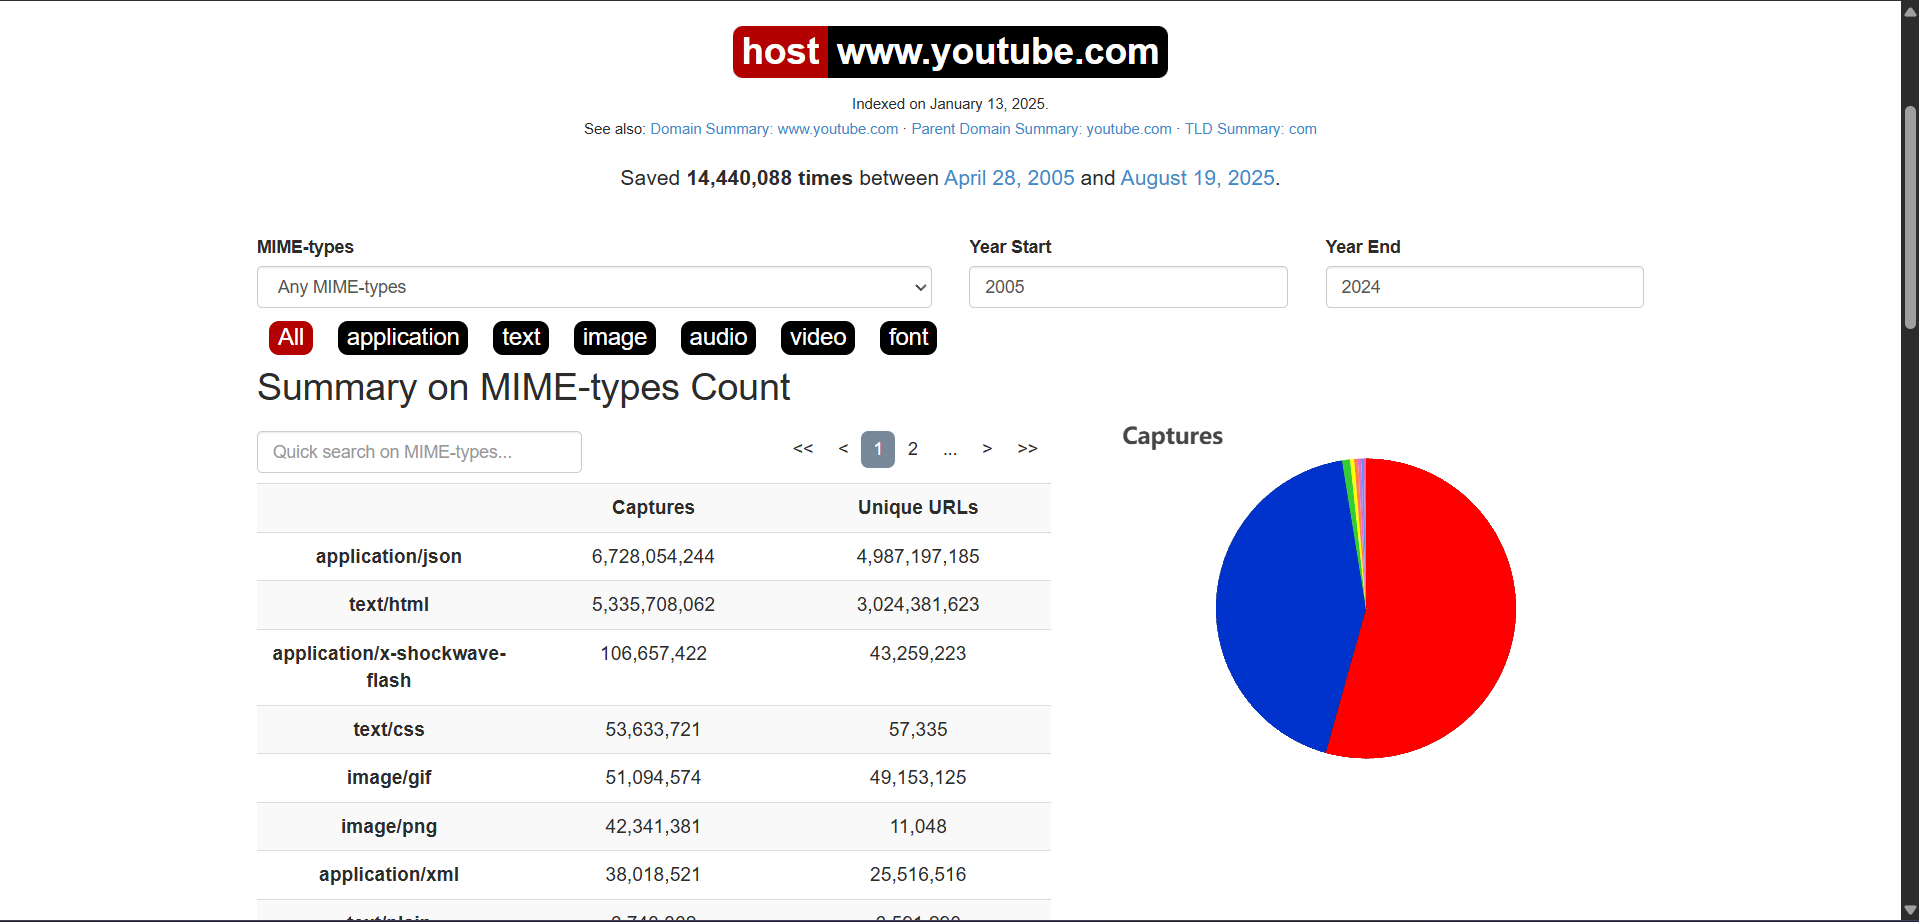 host www.youtube.com
Indexed on January 13, 2025.
See also: Domain Summary: www.youtube.com · Parent Domain Summary: youtube.com · TLD Summary: com
Saved 14,440,088 times between April 28, 2005 and August 19, 2025.
MIME-types Year Start Year End
Any MIME-types 2005 2024
All application text image audio video font
Summary on MIME-types Count
Quick search on MIME-types... << < 1 2 ... > >>
Captures
Captures Unique URLs
application/json 6,728,054,244 4,987,197,185
text/html 5,335,708,062 3,024,381,623
application/x-shockwave- 106,657,422 43,259,223
flash
text/css 53,633,721 57,335
image/gif 51,094,574 49,153,125
image/png 42,341,381 11,048
application/xml 38,018,521 25,516,516
text/plain